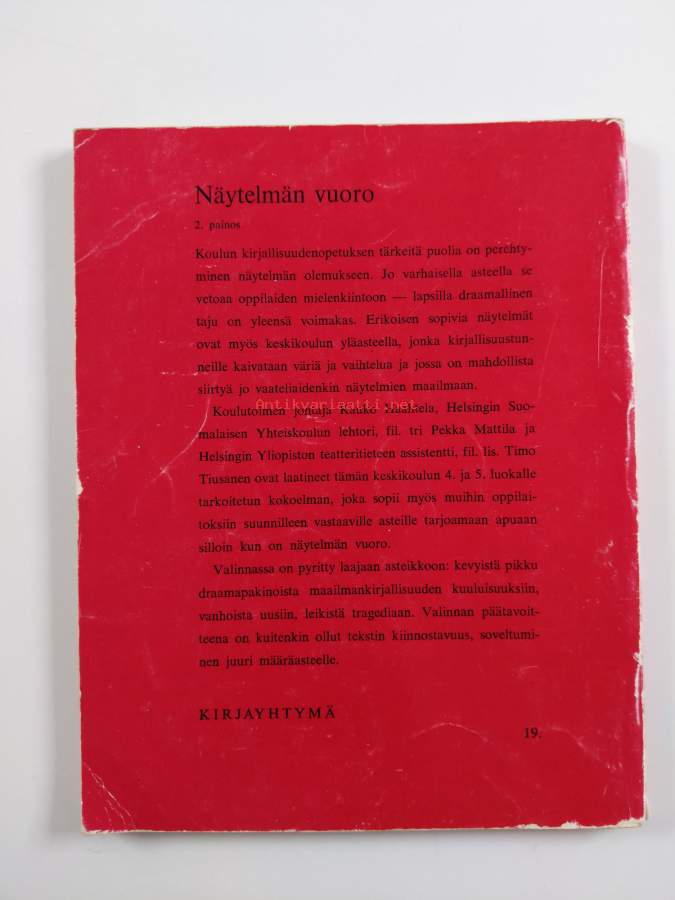 Näytelmän vuoro
2. painos
Koulun kirjallisuudenopetuksen tärkeitä puolia on perehty-
minen näytelmän olemukseen. Jo varhaisella asteella se
vetoaa oppilaiden mielenkiintoon — lapsilla draamallinen
taju on yleensä voimakas. Erikoisen sopivia näytelmät
ovat myös keskikoulun yläasteella, jonka kirjallisuustun-
neille kaivataan väriä ja vaihtelua ja jossa on mahdollista
siirtyä jo vaateliaidenkin näytelmien maailmaan.
Antikvariaatti.net
Koulutoimen johtaja Kauko Haahtela, Helsingin Suo-
malaisen Yhteiskoulun lehtori, fil. tri Pekka Mattila ja
Helsingin Yliopiston teatteritieteen assistentti, fil. lis. Timo
Tiusanen ovat laatineet tämän keskikoulun 4. ja 5. luokalle
tarkoitetun kokoelman, joka sopii myös muihin oppilai-
toksiin suunnilleen vastaaville asteille tarjoamaan apuaan
silloin kun on näytelmän vuoro.
Valinnassa on pyritty laajaan asteikkoon: kevyistä pikku
draamapakinoista maailmankirjallisuuden kuuluisuuksiin,
vanhoista uusiin, leikistä tragediaan. Valinnan päätavoit-
teena on kuitenkin ollut tekstin kiinnostavuus, soveltumi-
nen juuri määräasteelle.
KIRJAYHTYMÄ
19.